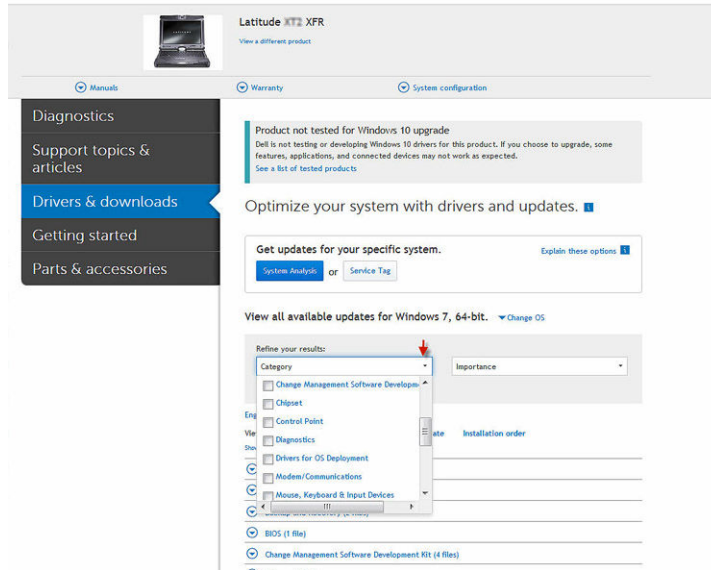 Latitude XT2 XFR
View a different product
Manuals
Warranty
System configuration
Diagnostics
Support topics &
articles
Drivers & downloads
Getting started
Parts & accessories
Product not tested for Windows 10 upgrade
Dell is not testing or developing Windows 10 drivers for this product. If you choose to upgrade, some
features, applications, and connected devices may not work as expected.
See a list of tested products
Optimize your system with drivers and updates.
Get updates for your specific system.
Explain these options
System Analysis or Service Tag
View all available updates for Windows 7, 64-bit. Change OS
Refine your results:
Category
Importance
Change Management Software Developm
Chipset
Control Point
Diagnostics
Drivers for OS Deployment
Modem/Communications
Mouse, Keyboard & Input Devices
Eng
Vie
ate Installation order
Show
BIOS (1 file)
Change Management Software Development Kit (4 files)